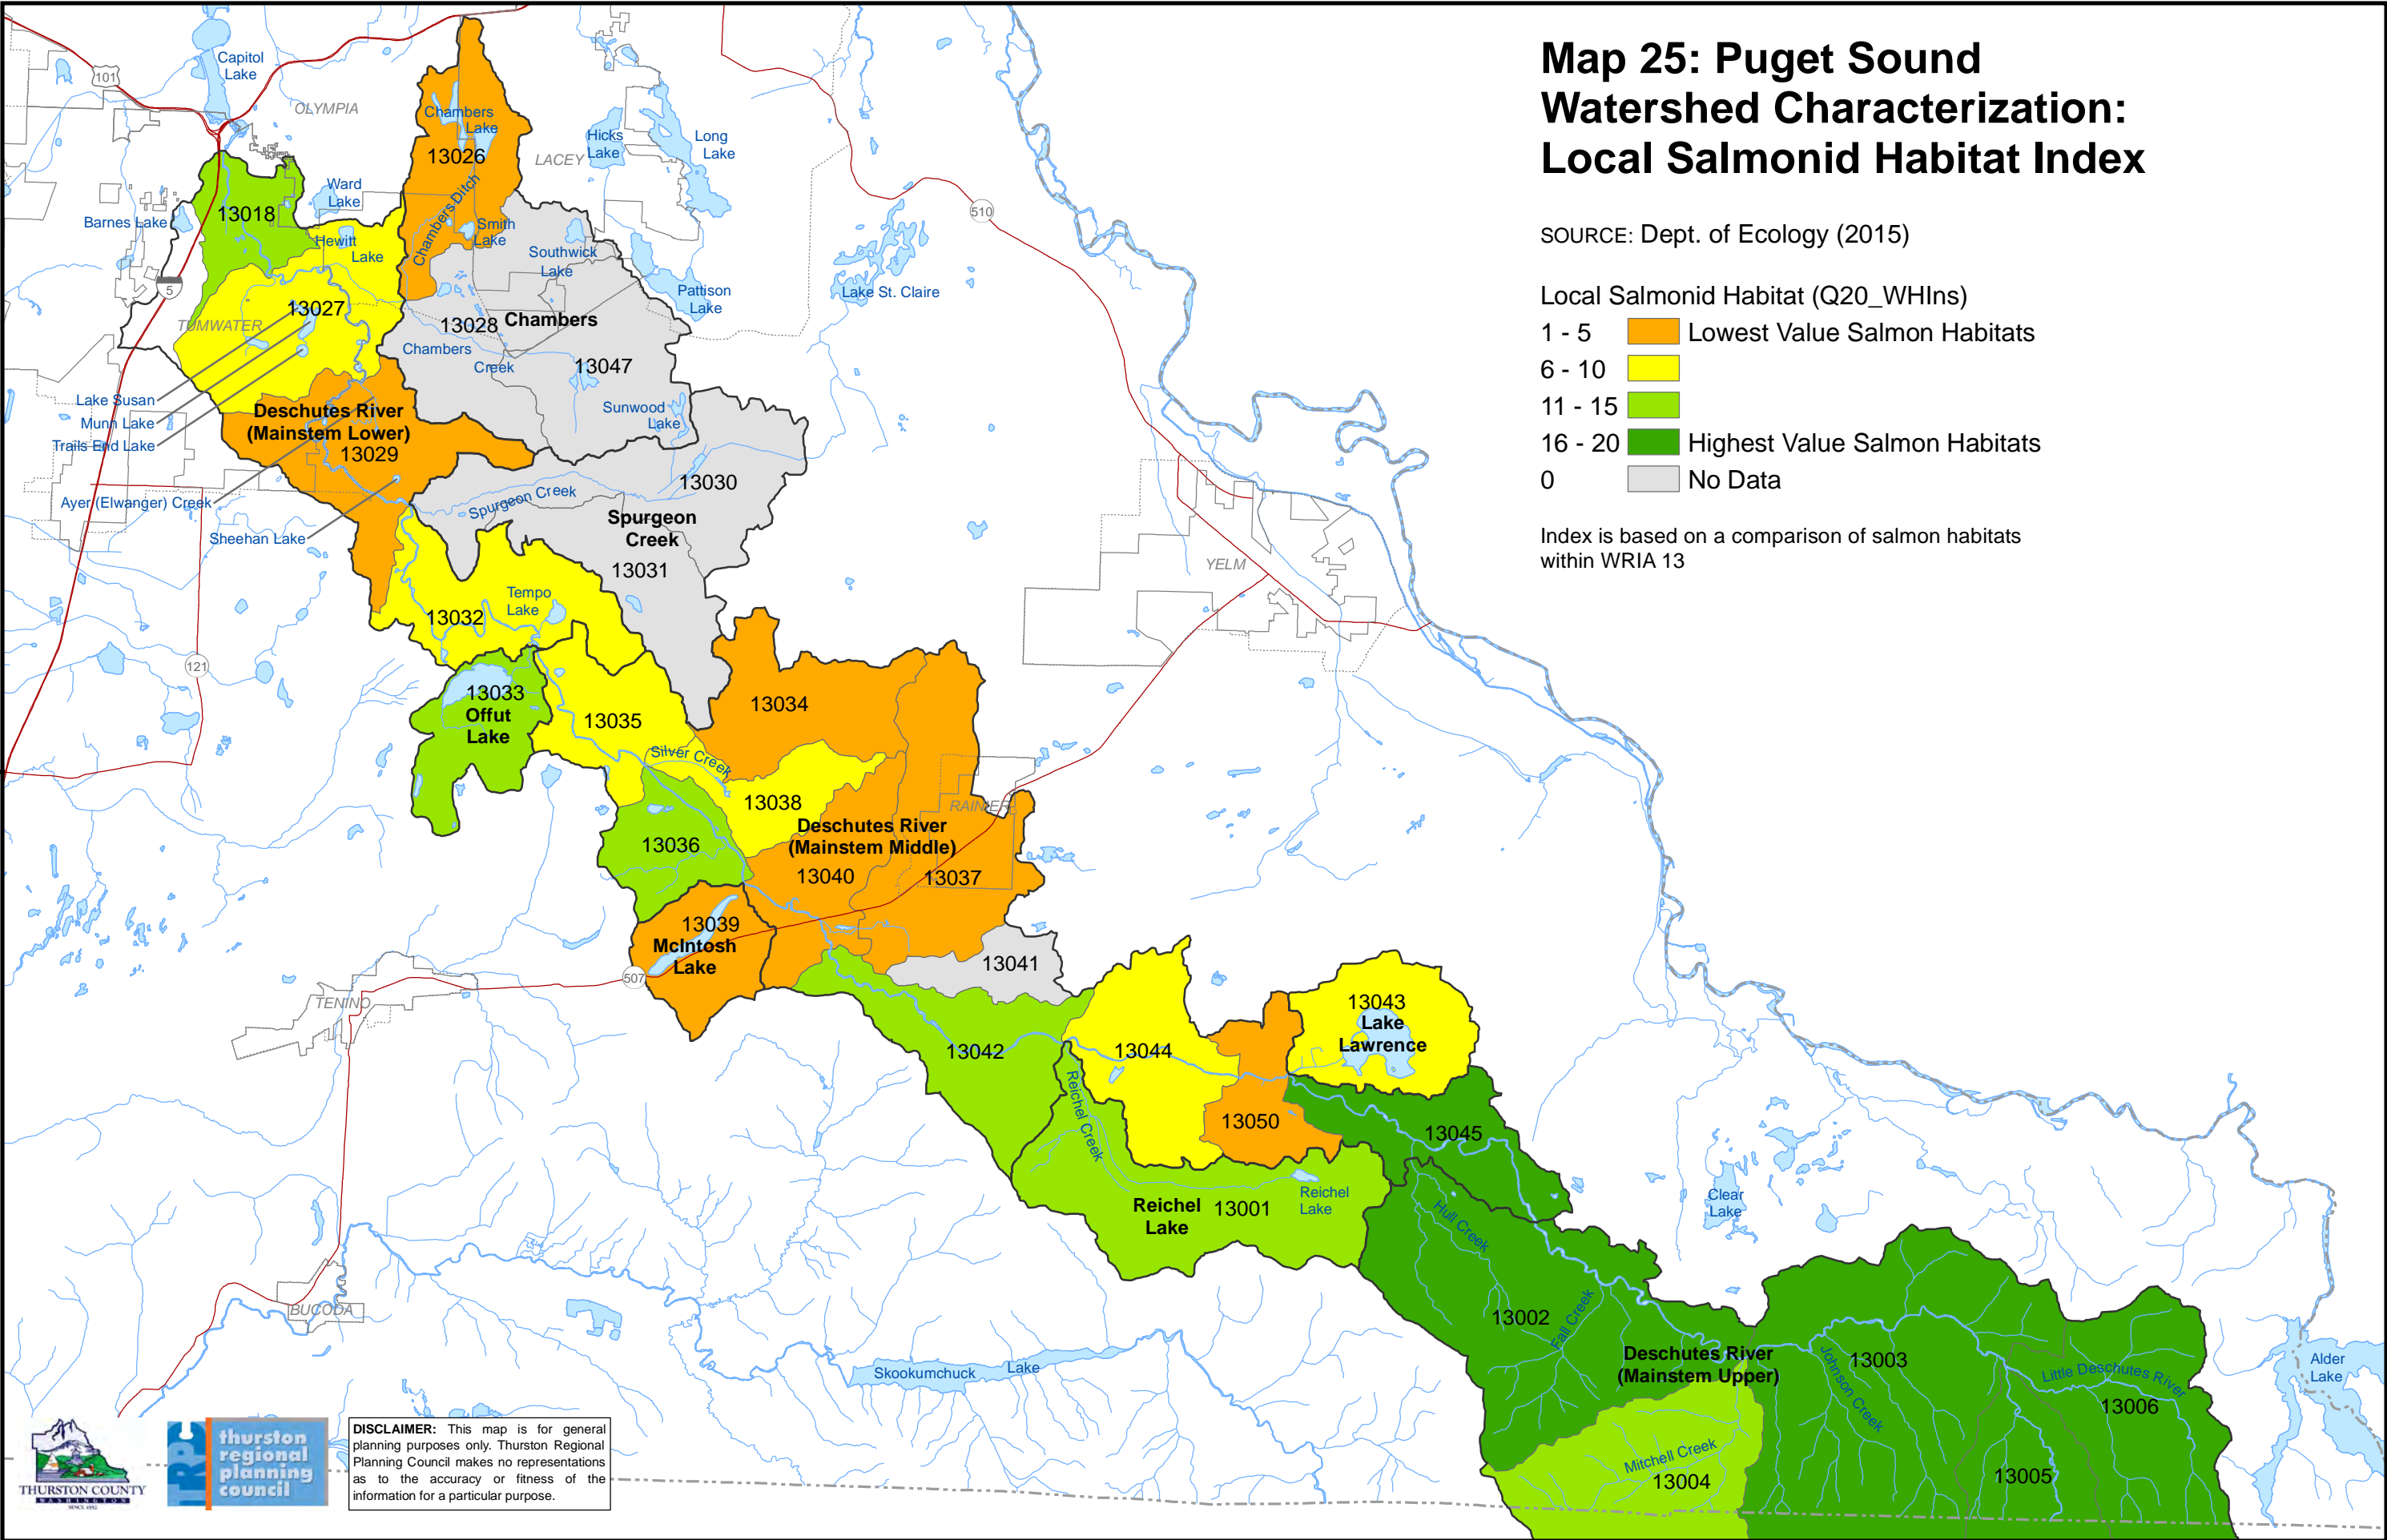 Map 25: Puget Sound
Watershed Characterization:
Local Salmonid Habitat Index
SOURCE: Dept. of Ecology (2015)
Local Salmonid Habitat (Q20_WHIns)
1 - 5 Lowest Value Salmon Habitats
6 - 10
11 - 15
16 - 20 Highest Value Salmon Habitats
0 No Data
Index is based on a comparison of salmon habitats
within WRIA 13
Capitol
Lake
101
OLYMPIA
Chambers
Lake
13026
LACEY
Hicks
Lake
Long
Lake
Ward
Lake
13018
Barnes Lake
Hewitt
Lake
Chambers Ditch
Smith
Lake
Southwick
Lake
Pattison
Lake
Lake St. Claire
510
5
13027
TUMWATER
13028
Chambers
Chambers
Creek
13047
Sunwood
Lake
Lake Susan
Munn Lake
Trails End Lake
Deschutes River
(Mainstem Lower)
13029
Ayer (Elwanger) Creek
Sheehan Lake
Spurgeon Creek
13030
Spurgeon
Creek
13031
YELM
Tempo
Lake
13032
121
13033
Offut
Lake
13035
13034
Silver Creek
13038
RAINIER
Deschutes River
(Mainstem Middle)
13036
13040
13037
13039
McIntosh
Lake
507
13041
TENINO
13042
13044
13043
Lake
Lawrence
Reichel Creek
13050
13045
Reichel
Lake
13001
Reichel
Lake
Clear
Lake
Hull Creek
BUCODA
13002
Fall Creek
Deschutes River
(Mainstem Upper)
Johnson Creek
13003
Little Deschutes River
13006
Alder
Lake
Skookumchuck Lake
Mitchell Creek
13004
13005
THURSTON COUNTY
WASHINGTON
SINCE 1852
TRPC
thurston
regional
planning
council
DISCLAIMER: This map is for general
planning purposes only. Thurston Regional
Planning Council makes no representations
as to the accuracy or fitness of the
information for a particular purpose.